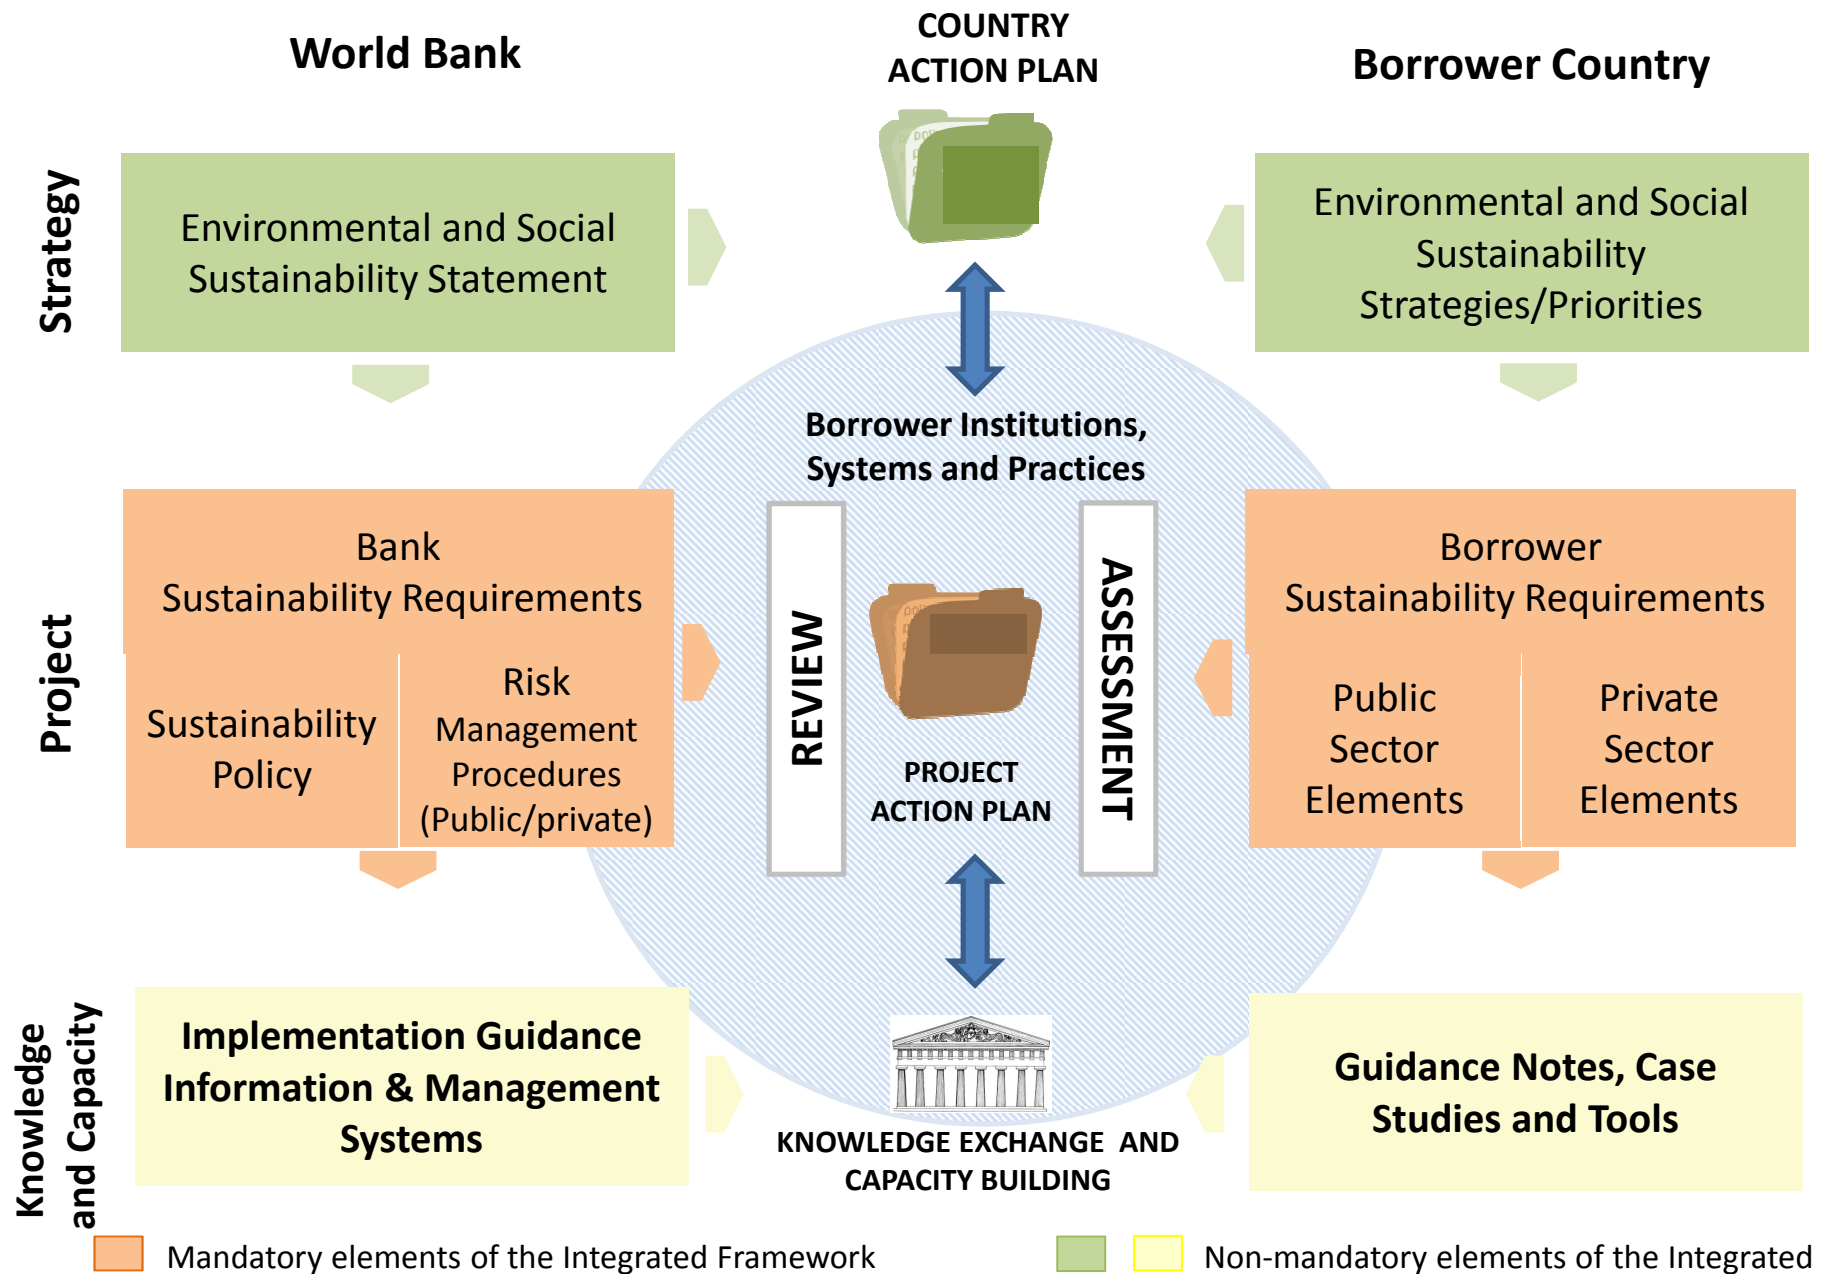 World Bank
COUNTRY
ACTION PLAN
Borrower Country
Strategy
Environmental and Social
Sustainability Statement
Environmental and Social
Sustainability
Strategies/Priorities
Borrower Institutions,
Systems and Practices
Project
Bank
Sustainability Requirements
Sustainability
Policy
Risk
Management
Procedures
(Public/private)
REVIEW
PROJECT
ACTION PLAN
ASSESSMENT
Borrower
Sustainability Requirements
Public
Sector
Elements
Private
Sector
Elements
Knowledge
and Capacity
Implementation Guidance
Information & Management
Systems
KNOWLEDGE EXCHANGE AND
CAPACITY BUILDING
Guidance Notes, Case
Studies and Tools
Mandatory elements of the Integrated Framework
Non-mandatory elements of the Integrated